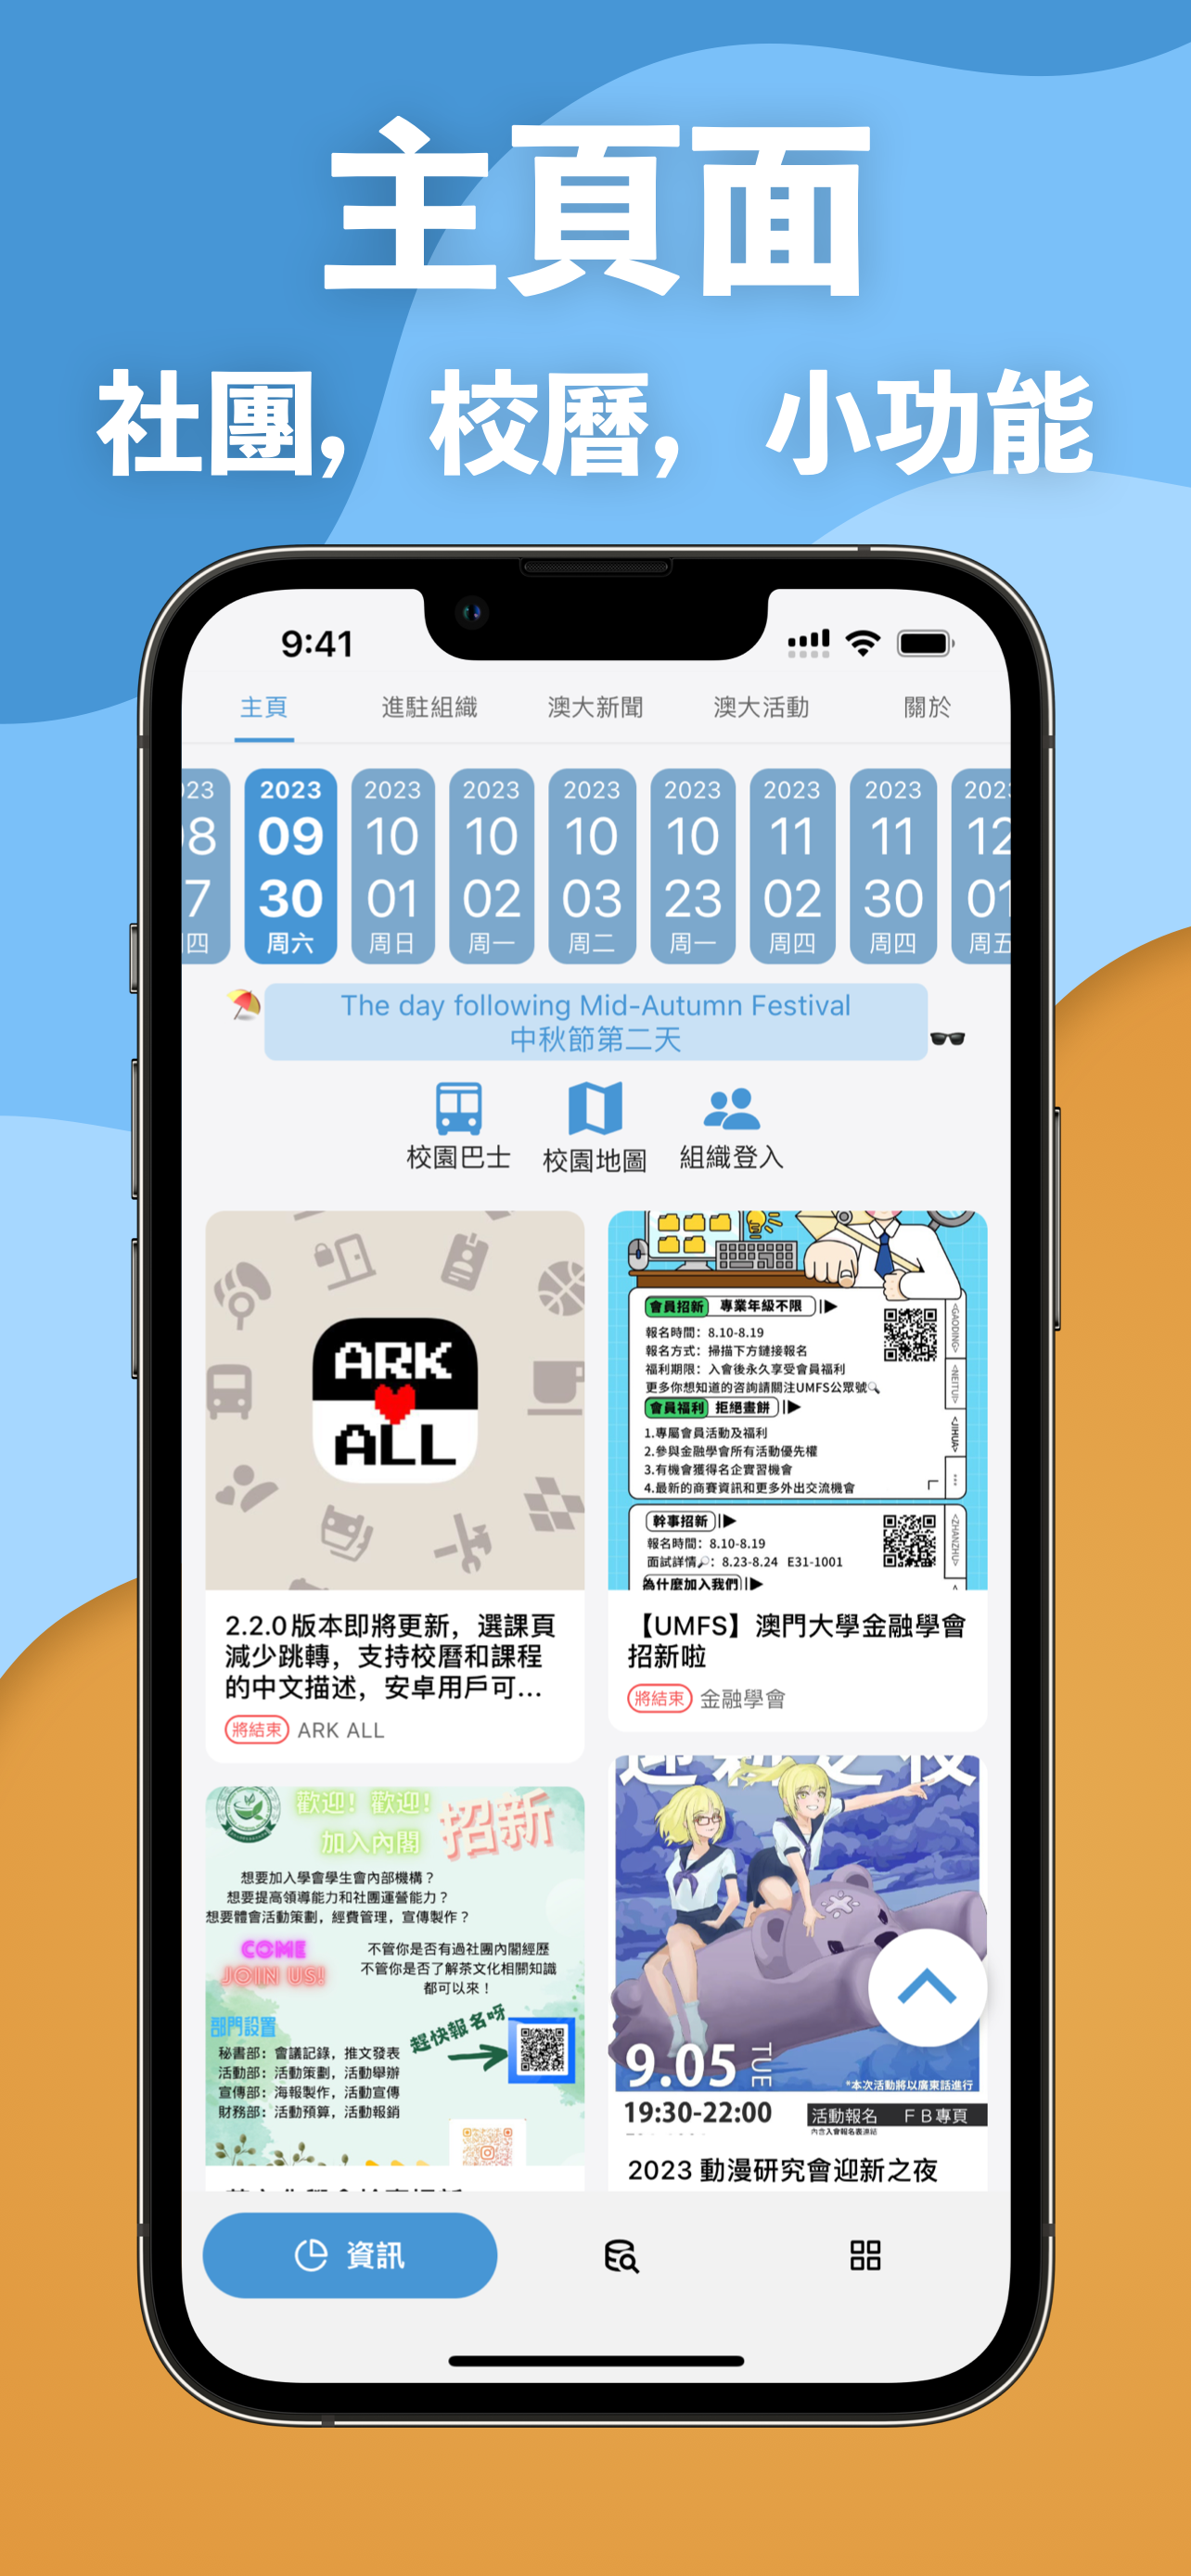 主頁面
社團，校曆，小功能
9:41
主頁 進駐組織 澳大新聞 澳大活動 關於
23 2023 2023 2023 2023 2023 2023 2023 202
8 09 10 10 10 10 11 11 12
7 30 01 02 03 23 02 30 01
四 周六 周日 周一 周二 周一 周四 周四 周五
The day following Mid-Autumn Festival
中秋節第二天
校園巴士 校園地圖 組織登入
ARK
ALL
2.2.0版本即將更新，選課頁
減少跳轉，支持校曆和課程
的中文描述，安卓用戶可...
將結束 ARK ALL
會員招新 專業年級不限
報名時間：8.10-8.19
報名方式：掃描下方鏈接報名
福利期限：入會後永久享受會員福利
更多你想知道的咨詢請關注UMFS公眾號
會員福利 拒絕畫餅
1.專屬會員活動及福利
2.參與金融學會所有活動優先權
3.有機會獲得名企實習機會
4.最新的商賽資訊和更多外出交流機會
<GAODING>
<NEITUI>
<JIHUA>
幹事招新
報名時間：8.10-8.19
面試詳情：8.23-8.24 E31-1001
為什麼加入我們
<ZHANZHU>
【UMFS】澳門大學金融學會
招新啦
將結束 金融學會
歡迎！歡迎！
加入內閣
招新
想要加入學會學生會內部機構？
想要提高領導能力和社團運營能力？
想要體會活動策劃，經費管理，宣傳製作？
COME
JOIN US!
不管你是否有過社團內閣經歷
不管你是否了解茶文化相關知識
都可以來！
部門設置
趕快報名呀
秘書部：會議記錄，推文發表
活動部：活動策劃，活動舉辦
宣傳部：海報製作，活動宣傳
財務部：活動預算，活動報銷
迎新之夜
9.05 TUE
*本次活動將以廣東話進行
19:30-22:00
活動報名 FB專頁
內含入會報名表連結
2023 動漫研究會迎新之夜
資訊